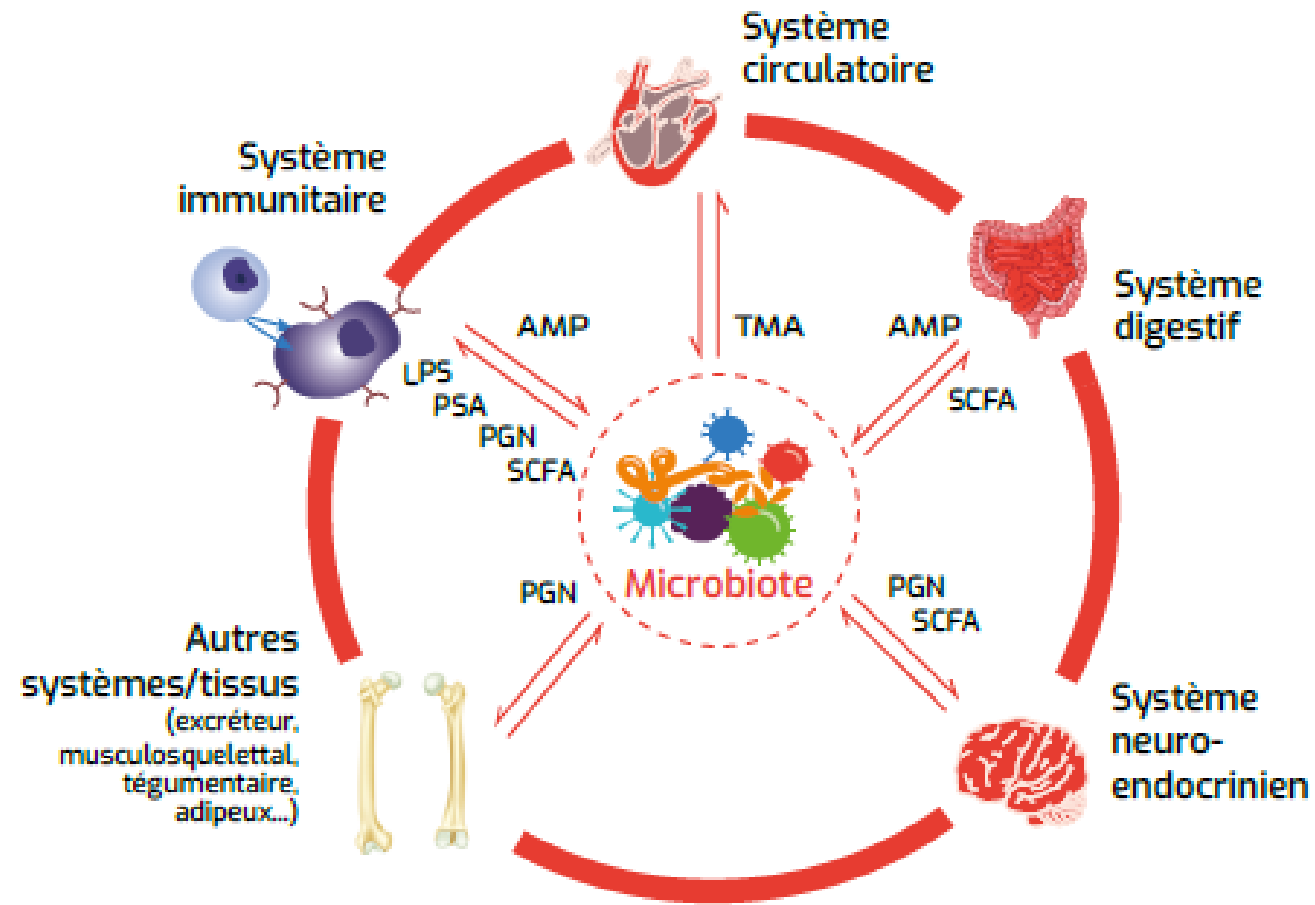 Système
circulatoire
Système
immunitaire
Système
digestif
AMP
TMA
AMP
LPS
PSA
PGN
SCFA
SCFA
Microbiote
PGN
PGN
SCFA
Autres
systèmes/tissus
(excréteur,
musculosquelettal,
tégumentaire,
adipeux...)
Système
neuro-
endocrinien